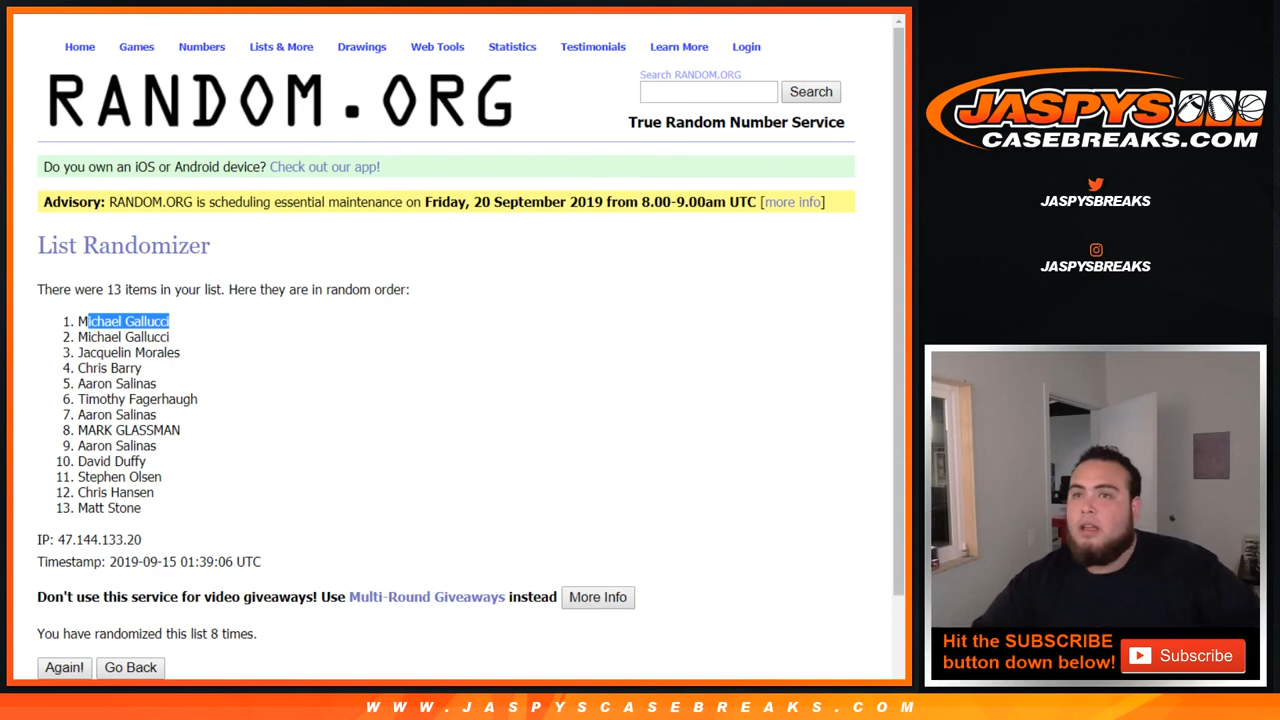 Home Games Numbers Lists & More Drawings Web Tools Statistics Testimonials Learn More Login
RANDOM.ORG
Search RANDOM.ORG
Search
True Random Number Service
Do you own an iOS or Android device? Check out our app!
Advisory: RANDOM.ORG is scheduling essential maintenance on Friday, 20 September 2019 from 8.00-9.00am UTC [more info]
List Randomizer
There were 13 items in your list. Here they are in random order:
1. Michael Gallucci
2. Michael Gallucci
3. Jacquelin Morales
4. Chris Barry
5. Aaron Salinas
6. Timothy Fagerhaugh
7. Aaron Salinas
8. MARK GLASSMAN
9. Aaron Salinas
10. David Duffy
11. Stephen Olsen
12. Chris Hansen
13. Matt Stone
IP: 47.144.133.20
Timestamp: 2019-09-15 01:39:06 UTC
Don't use this service for video giveaways! Use Multi-Round Giveaways instead More Info
You have randomized this list 8 times.
Again! Go Back
JASPYS
CASEBREAKS.COM
JASPYSBREAKS
JASPYSBREAKS
Hit the SUBSCRIBE
button down below!
Subscribe
WWW.JASPYSCASEBREAKS.COM